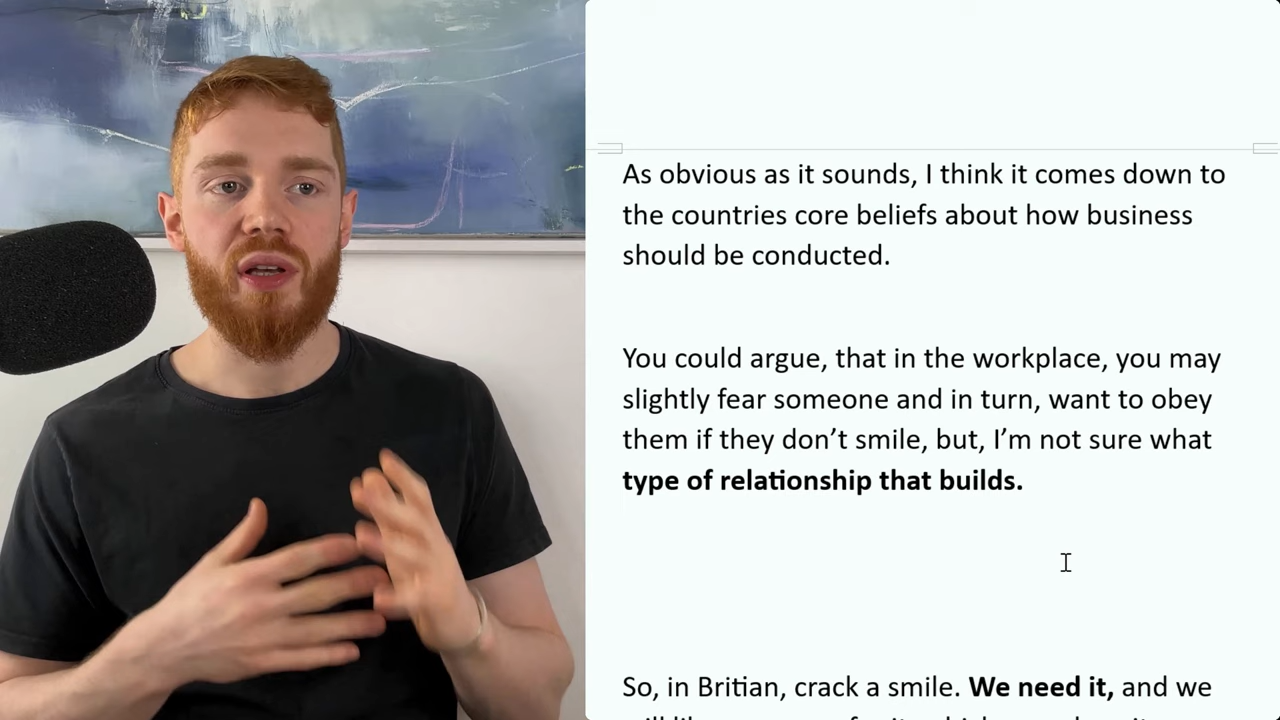 As obvious as it sounds, I think it comes down to
the countries core beliefs about how business
should be conducted.
You could argue, that in the workplace, you may
slightly fear someone and in turn, want to obey
them if they don’t smile, but, I’m not sure what
type of relationship that builds.
So, in Britian, crack a smile. We need it, and we